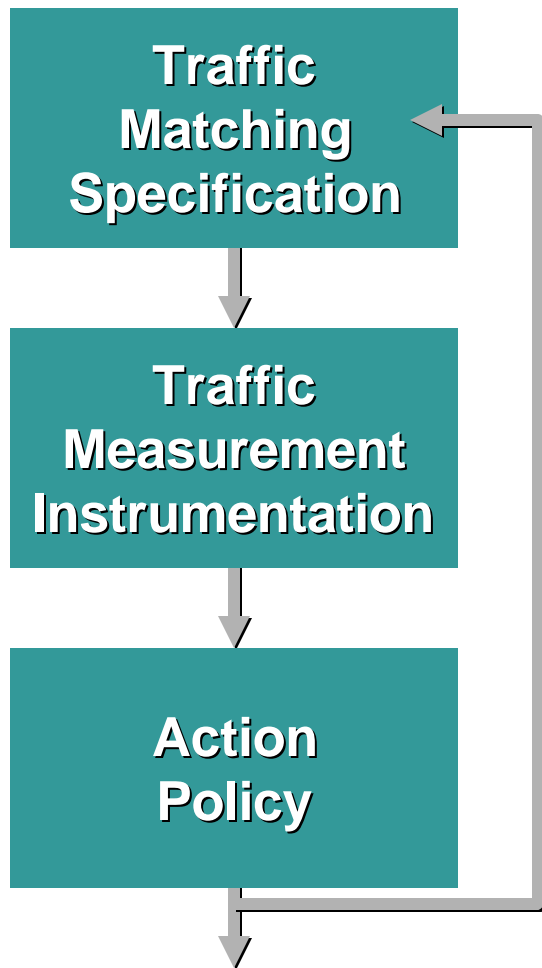 Traffic
Matching
Specification
Traffic
Measurement
Instrumentation
Action
Policy